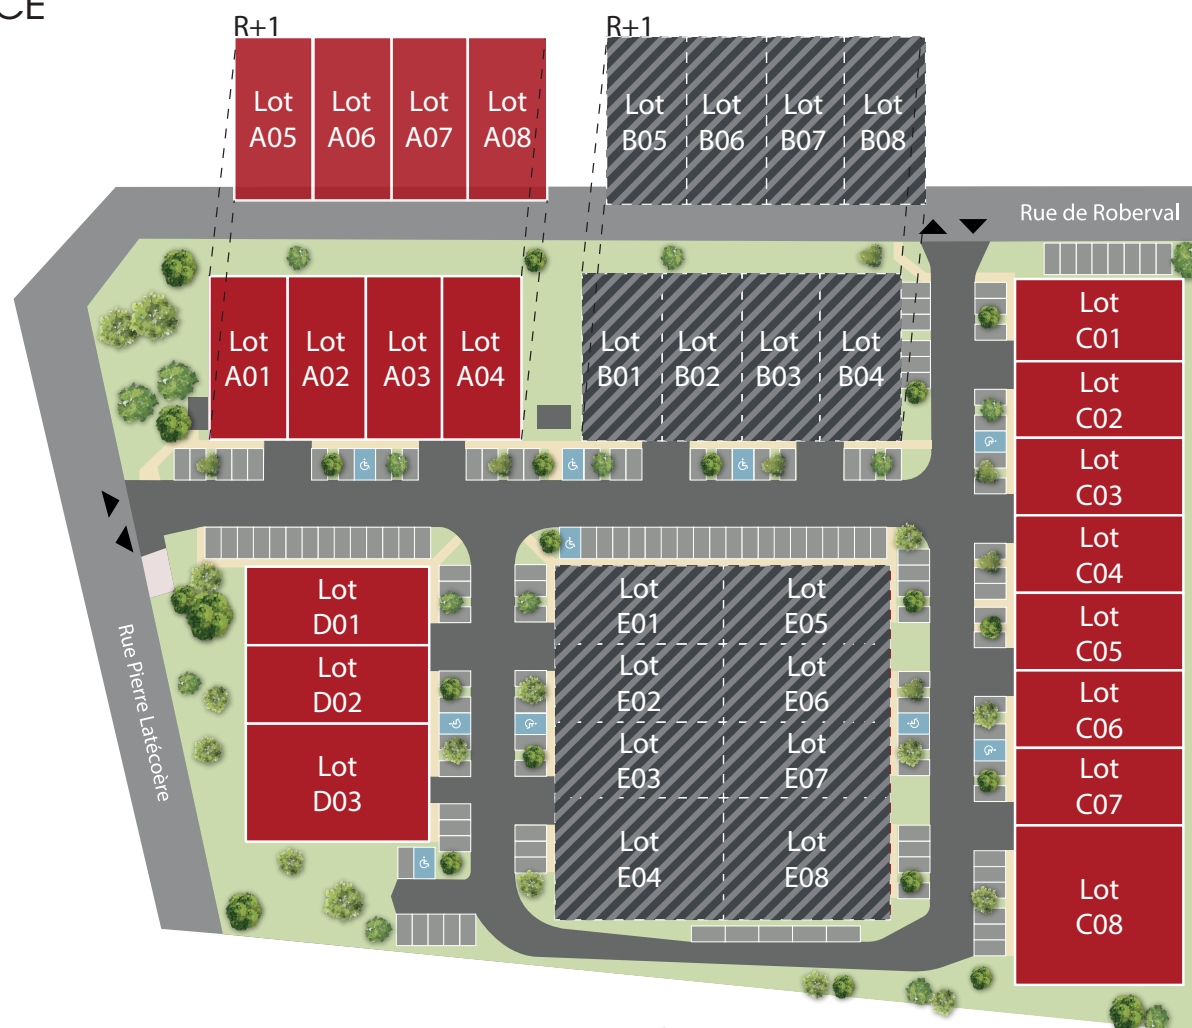 CE
R+1
R+1
Lot
A05
Lot
A06
Lot
A07
Lot
A08
Lot
B05
Lot
B06
Lot
B07
Lot
B08
Rue de Roberval
Lot
A01
Lot
A02
Lot
A03
Lot
A04
Lot
B01
Lot
B02
Lot
B03
Lot
B04
Lot
C01
Lot
C02
Lot
C03
Lot
C04
Lot
C05
Lot
C06
Lot
C07
Lot
C08
Rue Pierre Latécoère
Lot
D01
Lot
D02
Lot
D03
Lot
E01
Lot
E05
Lot
E02
Lot
E06
Lot
E03
Lot
E07
Lot
E04
Lot
E08